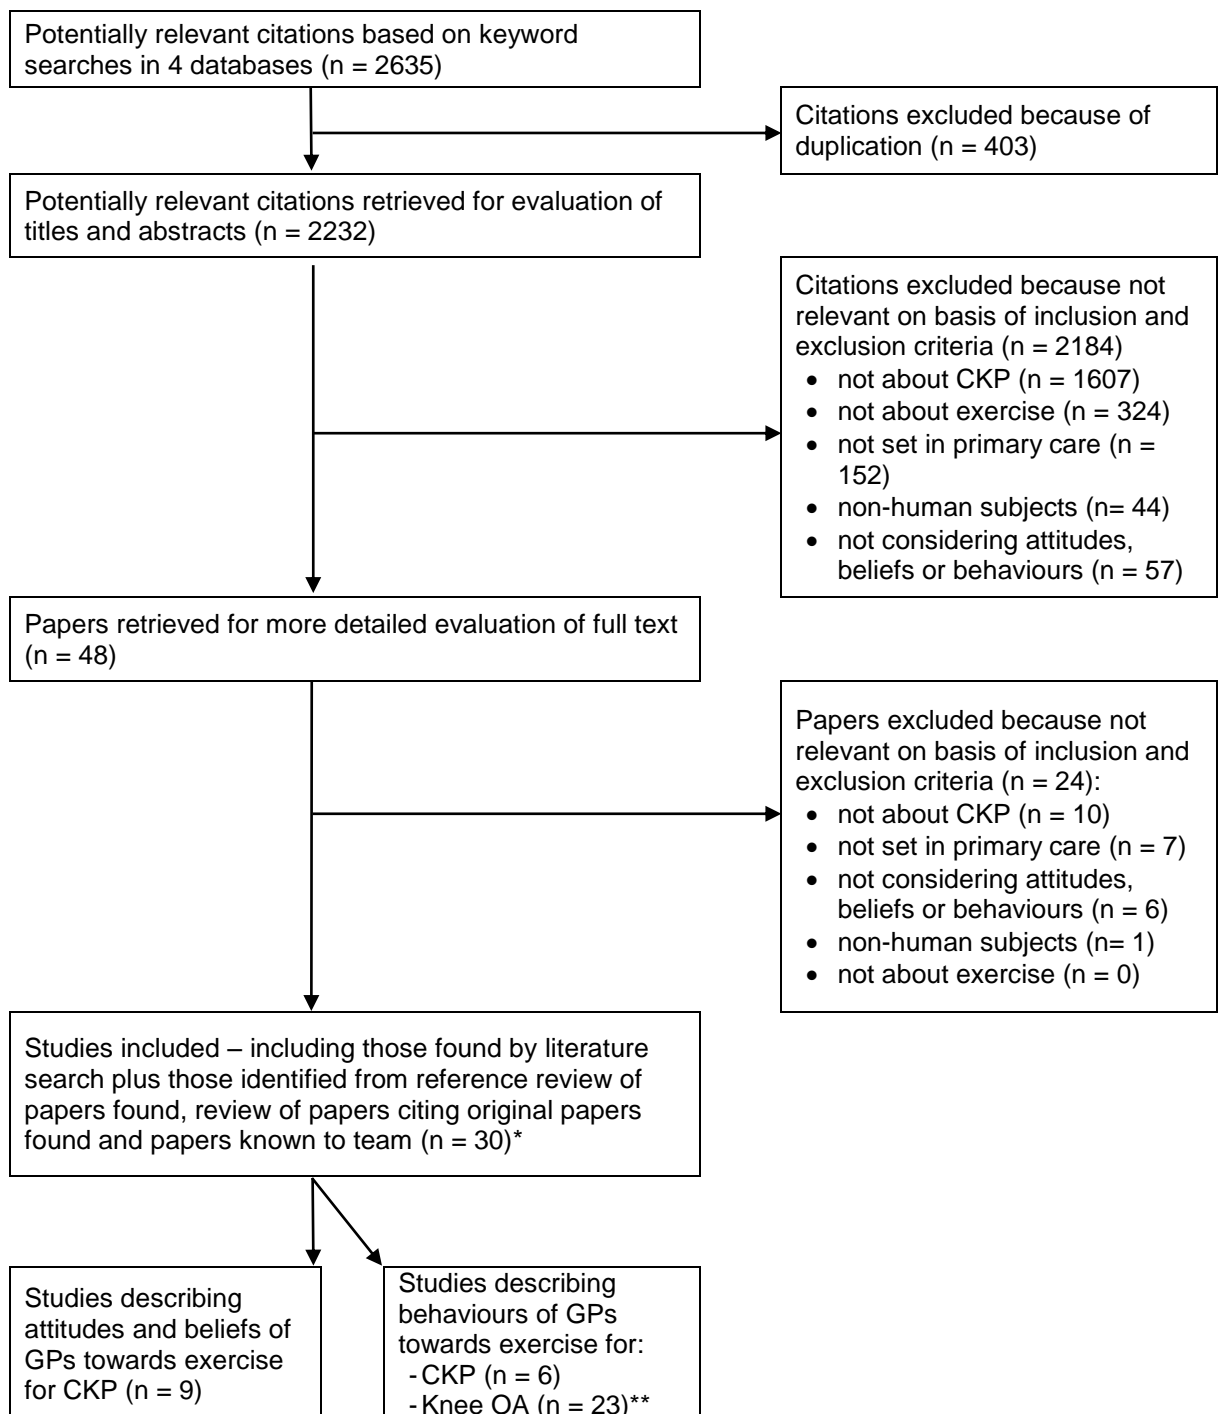 Potentially relevant citations based on keyword
searches in 4 databases (n = 2635)
Citations excluded because of
duplication (n = 403)
Potentially relevant citations retrieved for evaluation of
titles and abstracts (n = 2232)
Citations excluded because not
relevant on basis of inclusion and
exclusion criteria (n = 2184)
• not about CKP (n = 1607)
• not about exercise (n = 324)
• not set in primary care (n =
152)
• non-human subjects (n= 44)
• not considering attitudes,
beliefs or behaviours (n = 57)
Papers retrieved for more detailed evaluation of full text
(n = 48)
Papers excluded because not
relevant on basis of inclusion and
exclusion criteria (n = 24):
• not about CKP (n = 10)
• not set in primary care (n = 7)
• not considering attitudes,
beliefs or behaviours (n = 6)
• non-human subjects (n= 1)
• not about exercise (n = 0)
Studies included – including those found by literature
search plus those identified from reference review of
papers found, review of papers citing original papers
found and papers known to team (n = 30)*
Studies describing
attitudes and beliefs of
GPs towards exercise
for CKP (n = 9)
Studies describing
behaviours of GPs
towards exercise for:
- CKP (n = 6)
- Knee OA (n = 23)**